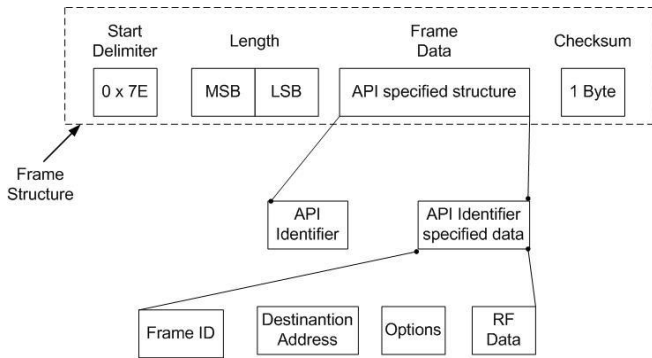 Start
Delimiter
Length
Frame
Data
Checksum
0 x 7E
MSB
LSB
API specified structure
1 Byte
Frame
Structure
API
Identifier
API Identifier
specified data
Frame ID
Destinantion
Address
Options
RF
Data